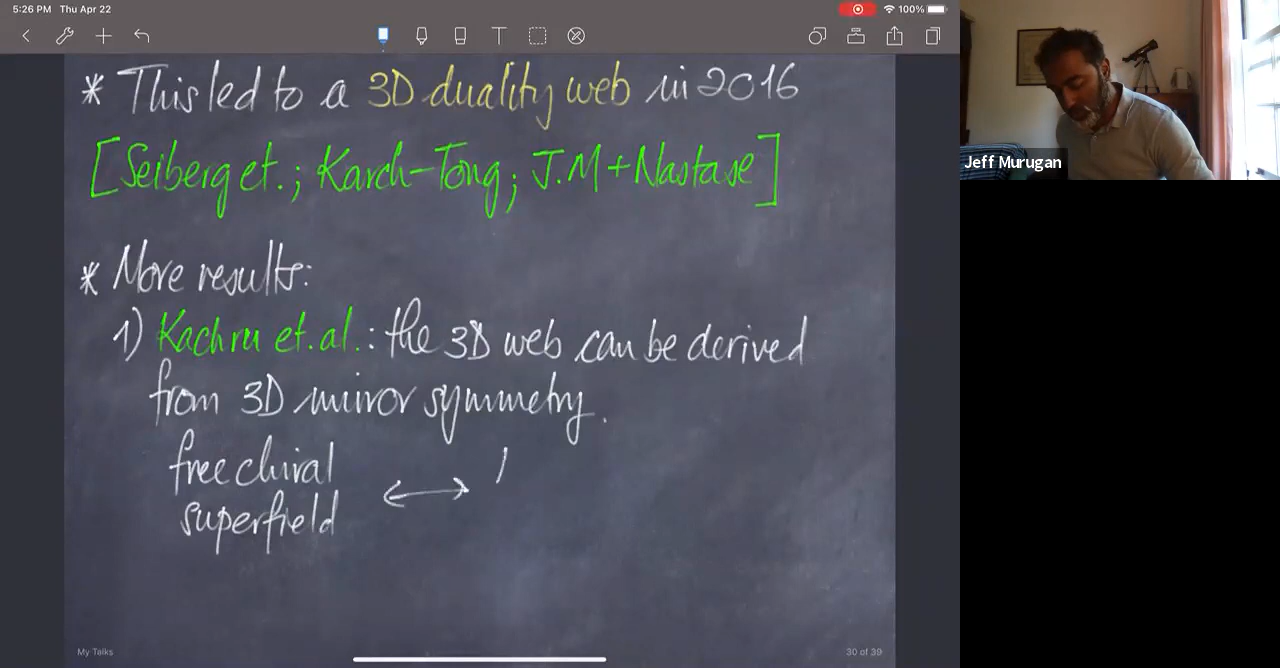 5:26 PM Thu Apr 22
100%
* This led to a 3D duality web in 2016
[Seiberg et.; Karch-Tong; J.M+Nastase]
* More results:
1) Kachru et.al.: the 3D web can be derived
from 3D mirror symmetry.
free chiral
superfield
My Talks
30 of 39
Jeff Murugan